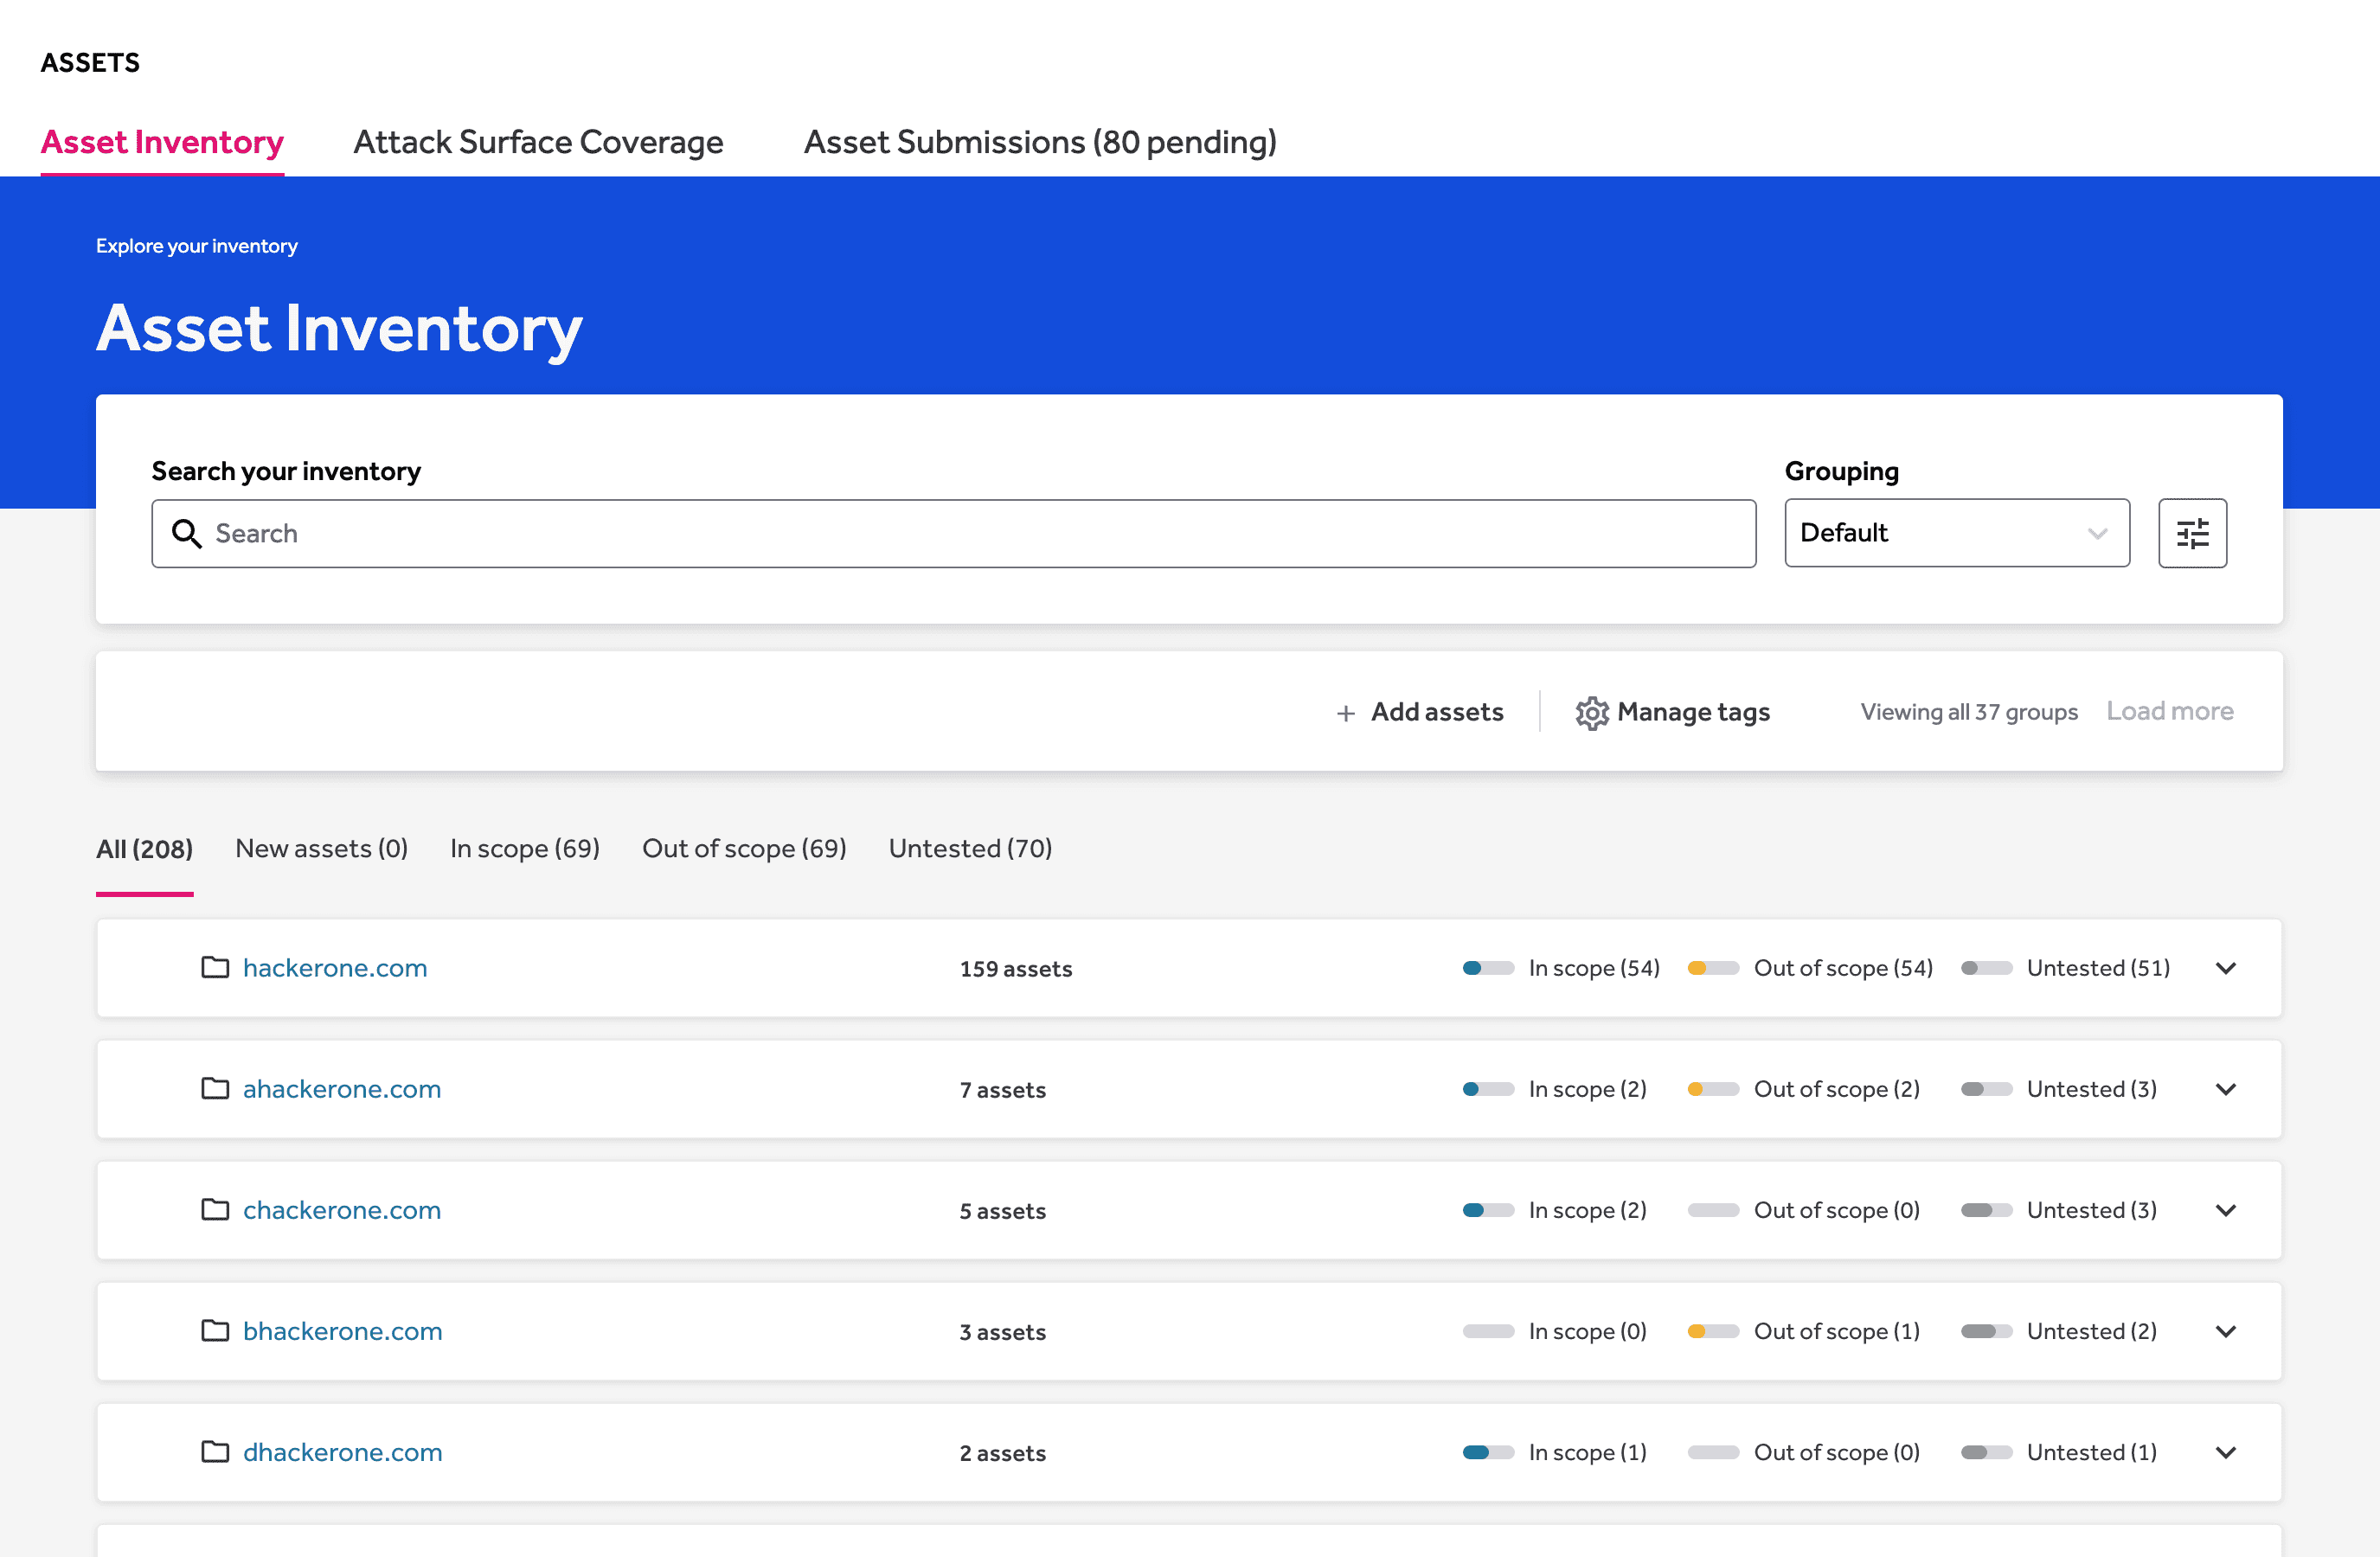 ASSETS
Asset Inventory Attack Surface Coverage Asset Submissions (80 pending)
Explore your inventory
Asset Inventory
Search your inventory Grouping
Search Default
+ Add assets Manage tags Viewing all 37 groups Load more
All (208) New assets (0) In scope (69) Out of scope (69) Untested (70)
hackerone.com 159 assets In scope (54) Out of scope (54) Untested (51)
ahackerone.com 7 assets In scope (2) Out of scope (2) Untested (3)
chackerone.com 5 assets In scope (2) Out of scope (0) Untested (3)
bhackerone.com 3 assets In scope (0) Out of scope (1) Untested (2)
dhackerone.com 2 assets In scope (1) Out of scope (0) Untested (1)